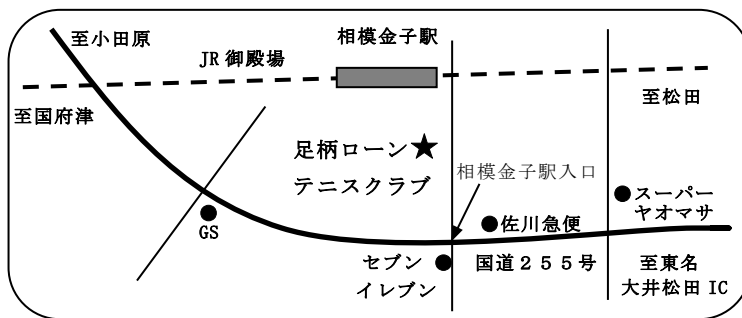 至小田原
相模金子駅
JR 御殿場
至国府津
至松田
足柄ローン★
テニスクラブ
相模金子駅入口
●スーパー
ヤオマサ
●佐川急便
GS
セブン●
イレブン
国道２５５号
至東名
大井松田 IC